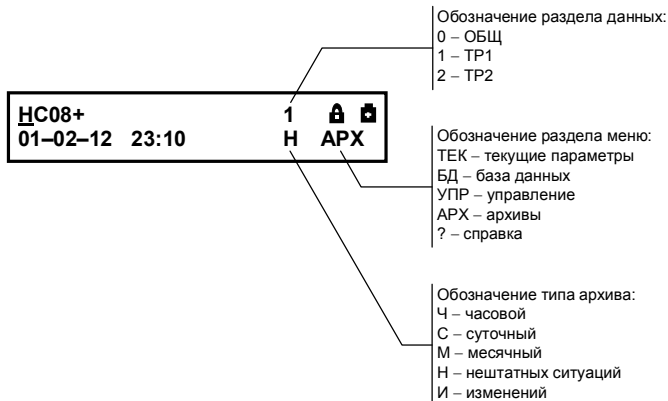 Обозначение раздела данных:
0 – ОБЩ
1 – ТР1
2 – ТР2
НС08+ 1
01–02–12 23:10 Н АРХ
Обозначение раздела меню:
ТЕК – текущие параметры
БД – база данных
УПР – управление
АРХ – архивы
? – справка
Обозначение типа архива:
Ч – часовой
С – суточный
М – месячный
Н – нештатных ситуаций
И – изменений